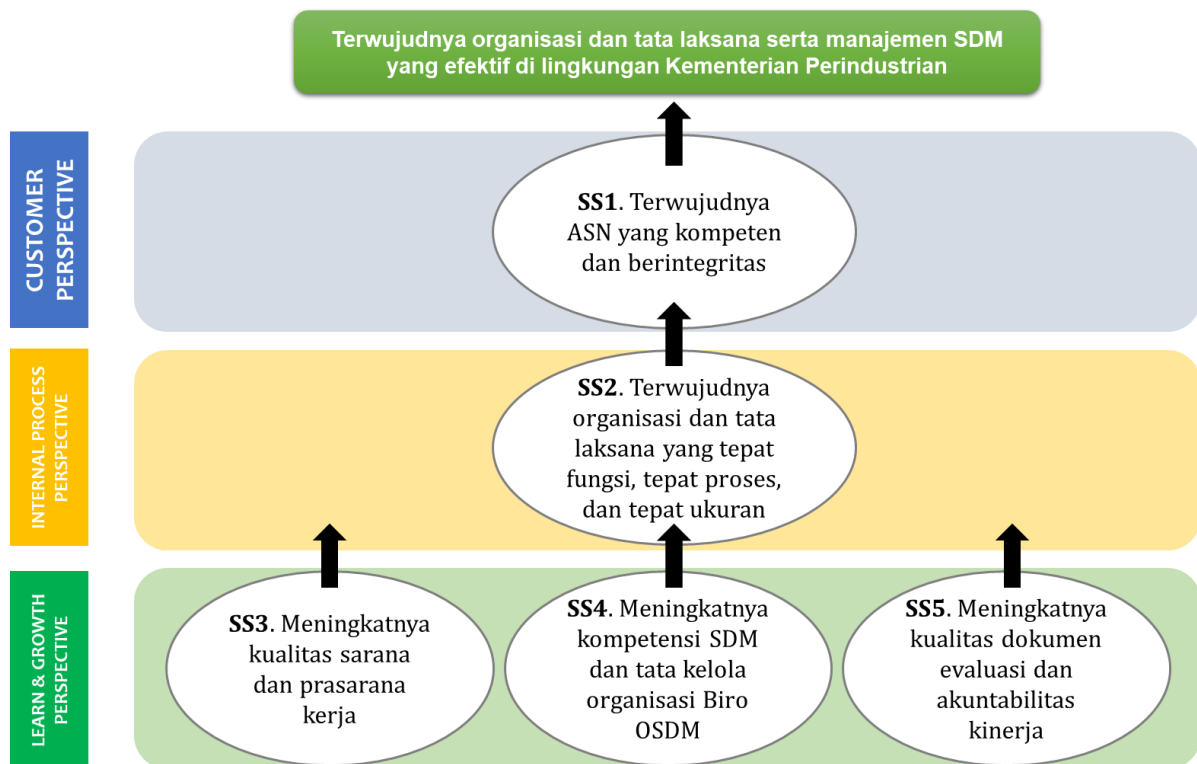 Terwujudnya organisasi dan tata laksana serta manajemen SDM
yang efektif di lingkungan Kementerian Perindustrian
CUSTOMER
PERSPECTIVE
SS1. Terwujudnya
ASN yang kompeten
dan berintegritas
INTERNAL PROCESS
PERSPECTIVE
SS2. Terwujudnya
organisasi dan tata
laksana yang tepat
fungsi, tepat proses,
dan tepat ukuran
LEARN & GROWTH
PERSPECTIVE
SS3. Meningkatnya
kualitas sarana
dan prasarana
kerja
SS4. Meningkatnya
kompetensi SDM
dan tata kelola
organisasi Biro
OSDM
SS5. Meningkatnya
kualitas dokumen
evaluasi dan
akuntabilitas
kinerja